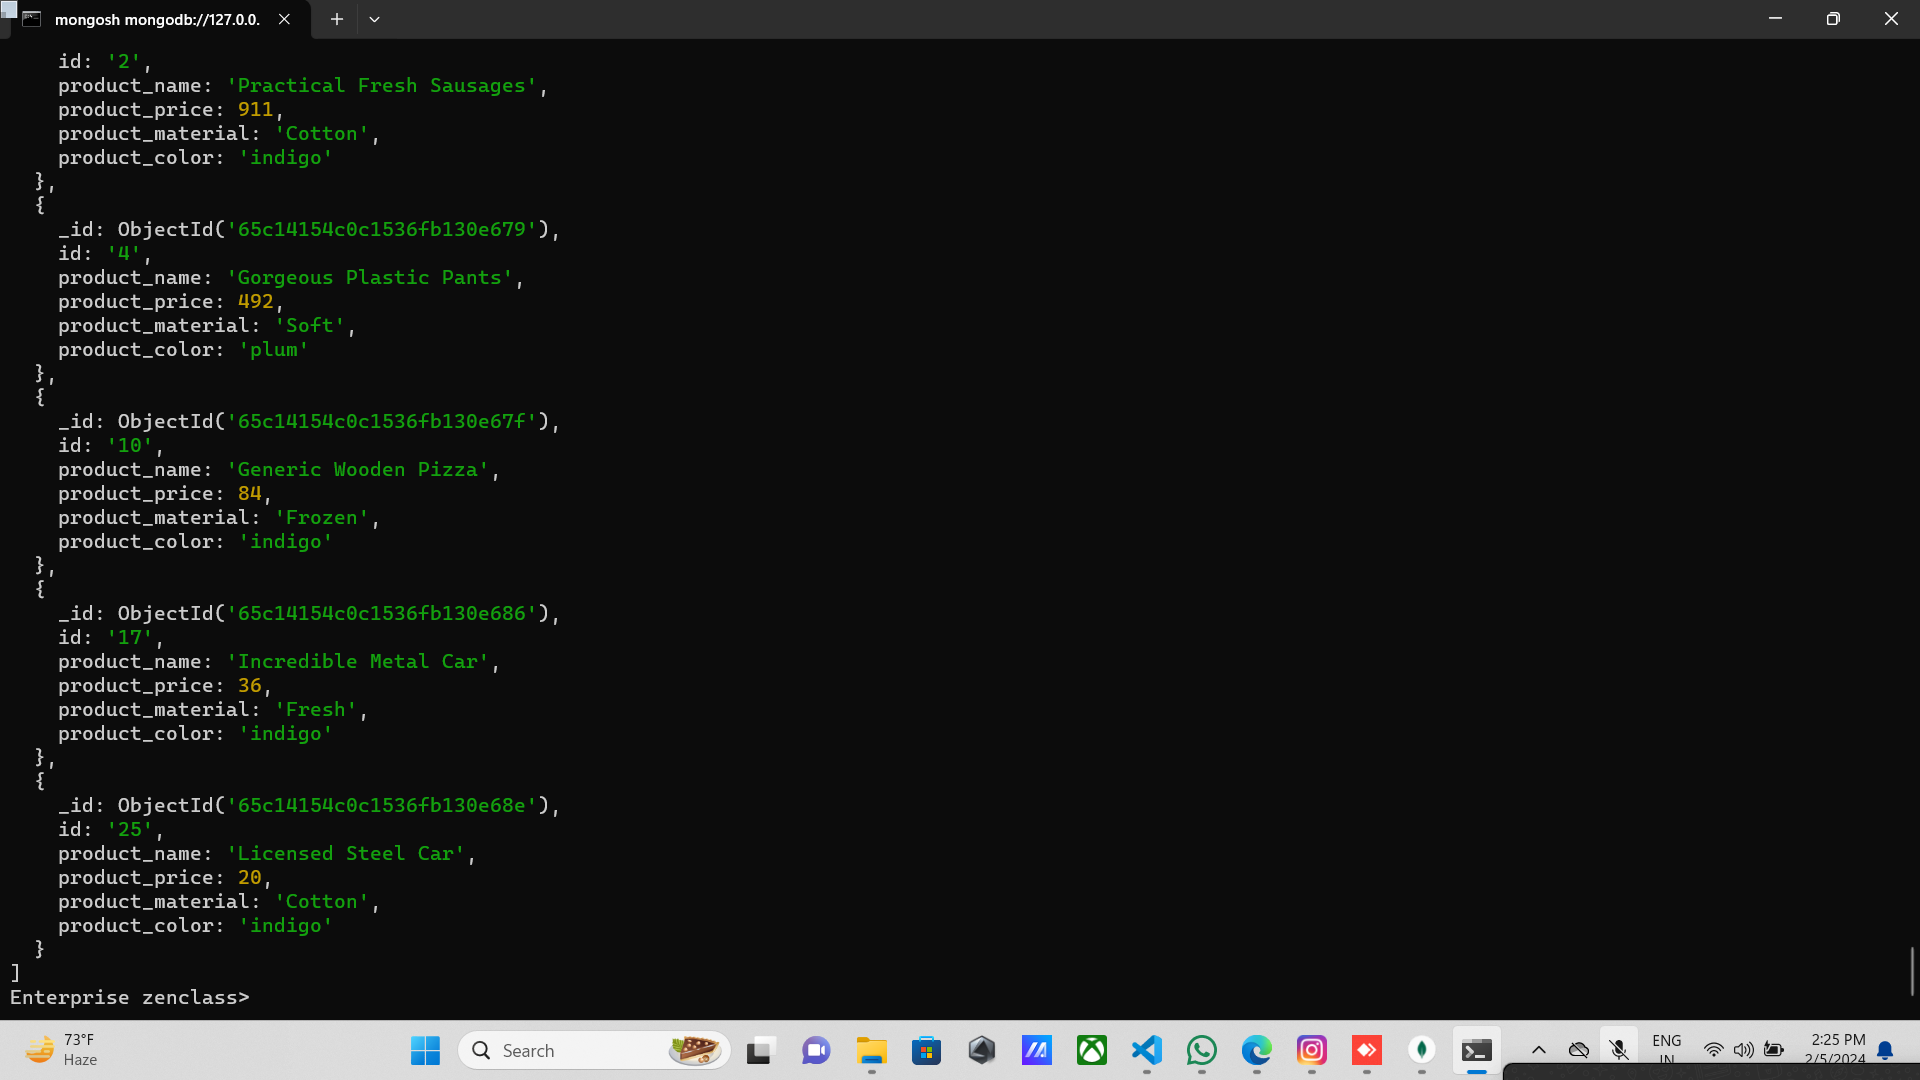 mongosh mongodb://127.0.0.
id: '2',
product_name: 'Practical Fresh Sausages',
product_price: 911,
product_material: 'Cotton',
product_color: 'indigo'
},
{
_id: ObjectId('65c14154c0c1536fb130e679'),
id: '4',
product_name: 'Gorgeous Plastic Pants',
product_price: 492,
product_material: 'Soft',
product_color: 'plum'
},
{
_id: ObjectId('65c14154c0c1536fb130e67f'),
id: '10',
product_name: 'Generic Wooden Pizza',
product_price: 84,
product_material: 'Frozen',
product_color: 'indigo'
},
{
_id: ObjectId('65c14154c0c1536fb130e686'),
id: '17',
product_name: 'Incredible Metal Car',
product_price: 36,
product_material: 'Fresh',
product_color: 'indigo'
},
{
_id: ObjectId('65c14154c0c1536fb130e68e'),
id: '25',
product_name: 'Licensed Steel Car',
product_price: 20,
product_material: 'Cotton',
product_color: 'indigo'
}
]
Enterprise zenclass>
73°F
Haze
Search
ENG
IN
2:25 PM
2/5/2024